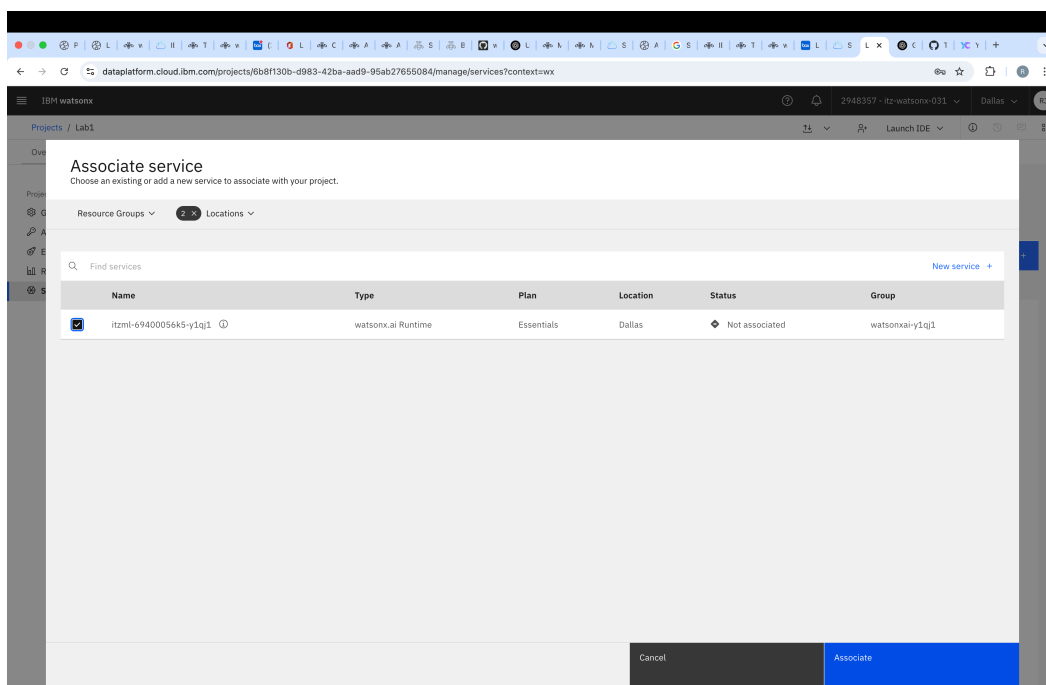 dataplatform.cloud.ibm.com/projects/6b8f130b-d983-42ba-aad9-95ab27655084/manage/services?context=wx
IBM watsonx
2948357 - itz-watsonx-031
Dallas
Projects / Lab1
Launch IDE
Associate service
Choose an existing or add a new service to associate with your project.
Resource Groups
2 × Locations
Find services
New service +
Name Type Plan Location Status Group
itzml-69400056k5-y1qj1 watsonx.ai Runtime Essentials Dallas Not associated watsonxai-y1qj1
Cancel
Associate